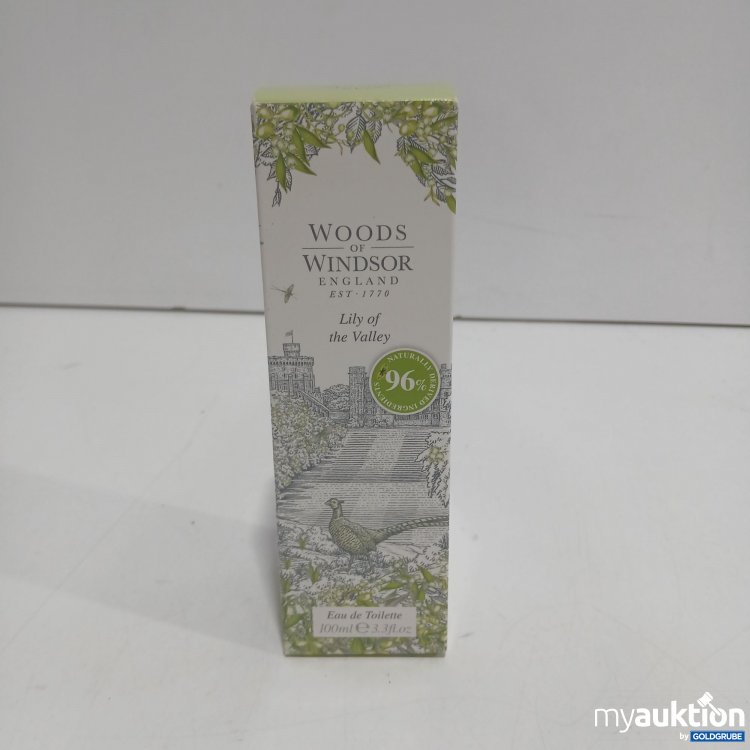 WOODS
OF
WINDSOR
ENGLAND
EST · 1770
Lily of
the Valley
NATURALLY DERIVED INGREDIENTS
96%
Eau de Toilette
100ml ℮ 3.3fl.oz
myauktion
by GOLDGRUBE